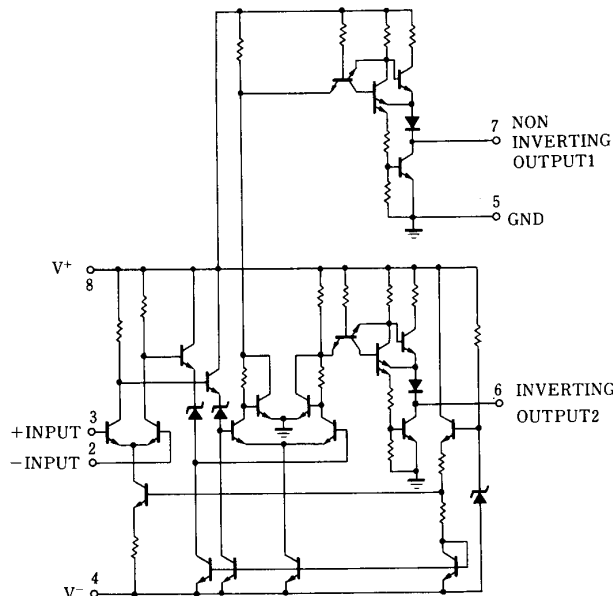 7 NON
INVERTING
OUTPUT1
5
GND
V⁺
8
6 INVERTING
OUTPUT2
3
+INPUT
2
−INPUT
4
V⁻